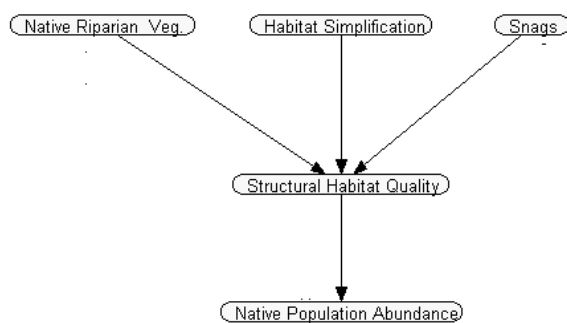 Native Riparian Veg. Habitat Simplification Snags
Structural Habitat Quality
Native Population Abundance